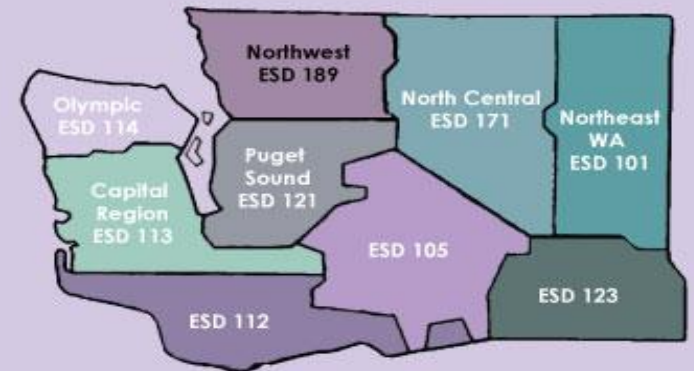 Northwest
ESD 189
North Central
ESD 171
Northeast
WA
ESD 101
Olympic
ESD 114
Puget
Sound
ESD 121
Capital
Region
ESD 113
ESD 105
ESD 123
ESD 112